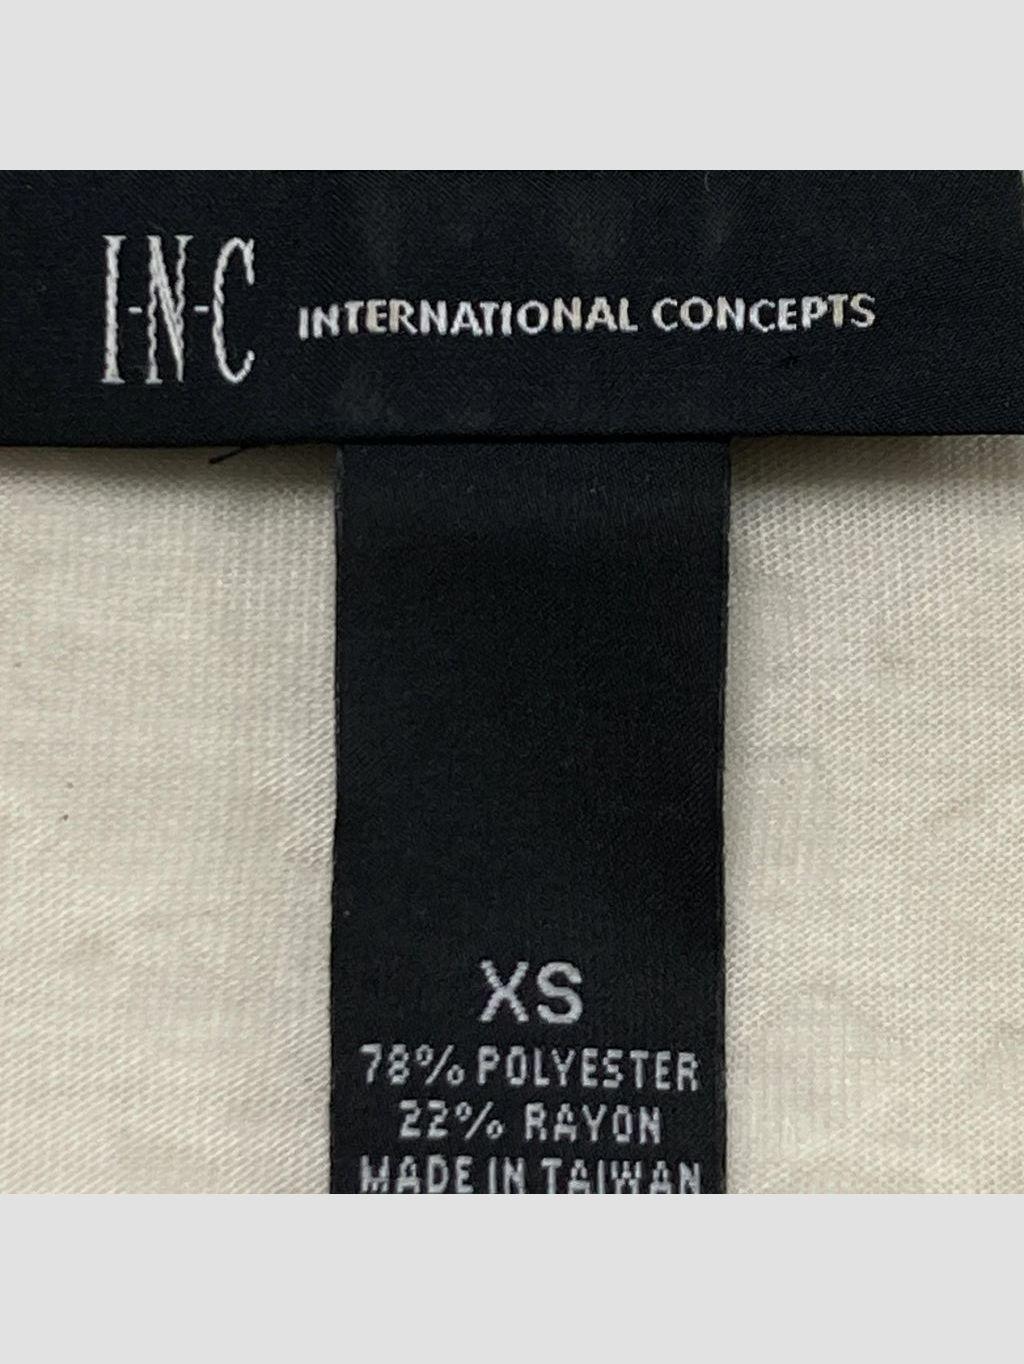 I-N-C INTERNATIONAL CONCEPTS
XS
78% POLYESTER
22% RAYON
MADE IN TAIWAN